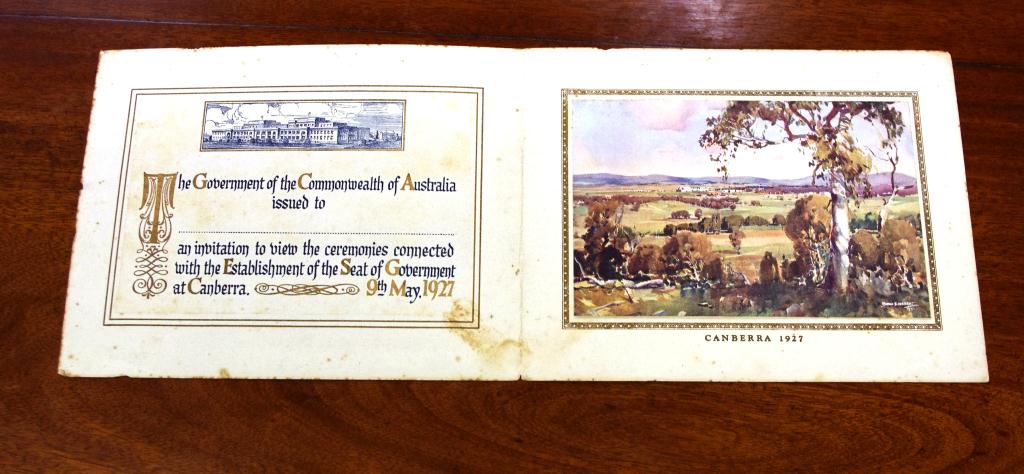 The Government of the Commonwealth of Australia
issued to
an invitation to view the ceremonies connected
with the Establishment of the Seat of Government
at Canberra. 9th May, 1927
CANBERRA 1927